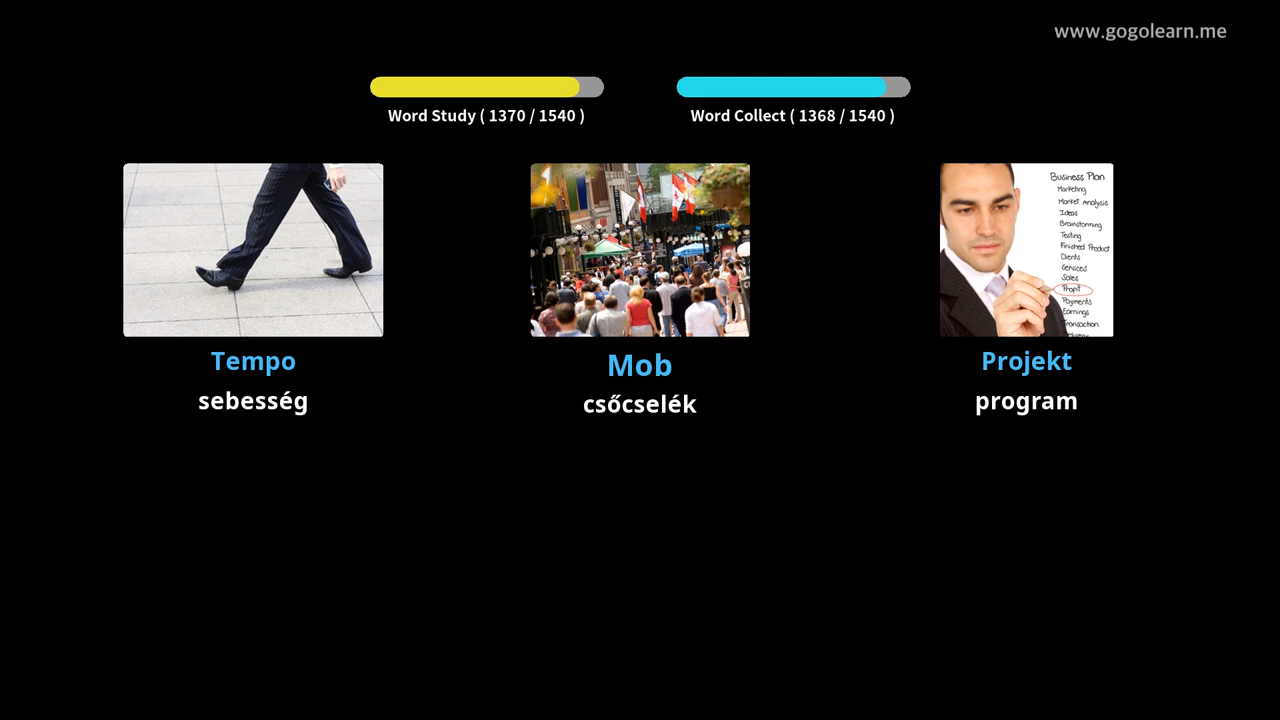 www.gogolearn.me
Word Study ( 1370 / 1540 )
Word Collect ( 1368 / 1540 )
Business Plan
Marketing
Market Analysis
Ideas
Brainstorming
Testing
Finished Product
Clients
Services
Sales
Profit
Payments
Earnings
Transaction
Tempo
sebesség
Mob
csőcselék
Projekt
program